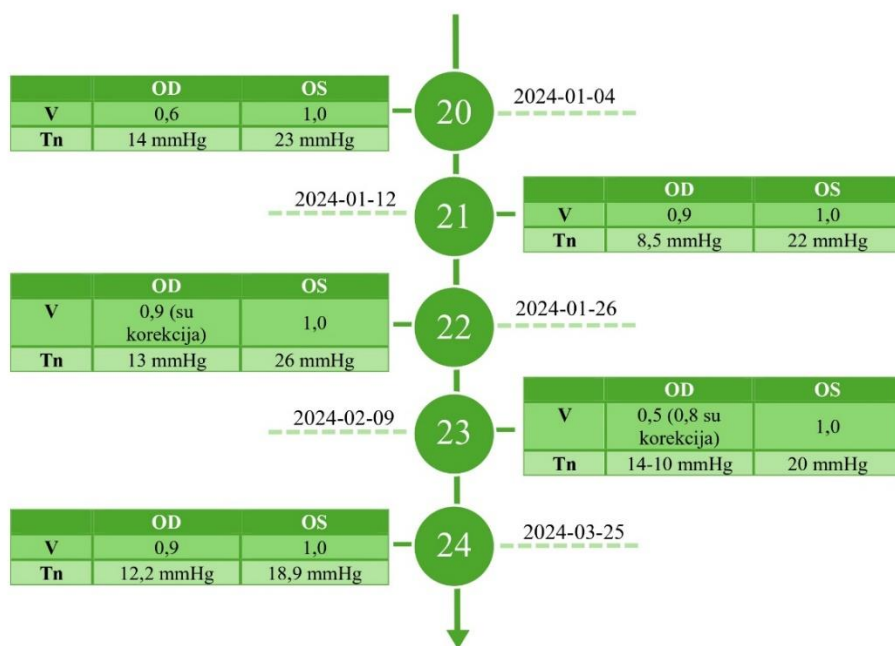 OD OS
V 0,6 1,0
Tn 14 mmHg 23 mmHg
20
2024-01-04
2024-01-12
21
OD OS
V 0,9 1,0
Tn 8,5 mmHg 22 mmHg
OD OS
V 0,9 (su korekcija) 1,0
Tn 13 mmHg 26 mmHg
22
2024-01-26
2024-02-09
23
OD OS
V 0,5 (0,8 su korekcija) 1,0
Tn 14-10 mmHg 20 mmHg
OD OS
V 0,9 1,0
Tn 12,2 mmHg 18,9 mmHg
24
2024-03-25